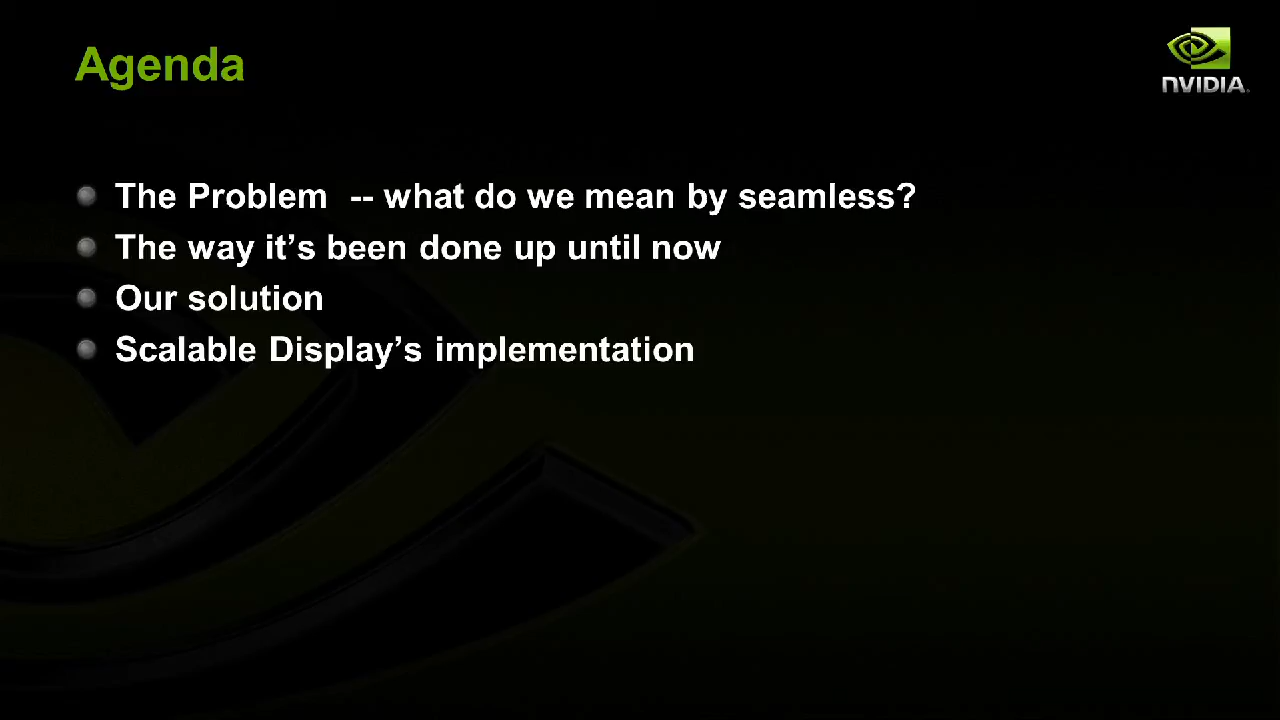 Agenda
NVIDIA.
The Problem -- what do we mean by seamless?
The way it’s been done up until now
Our solution
Scalable Display’s implementation